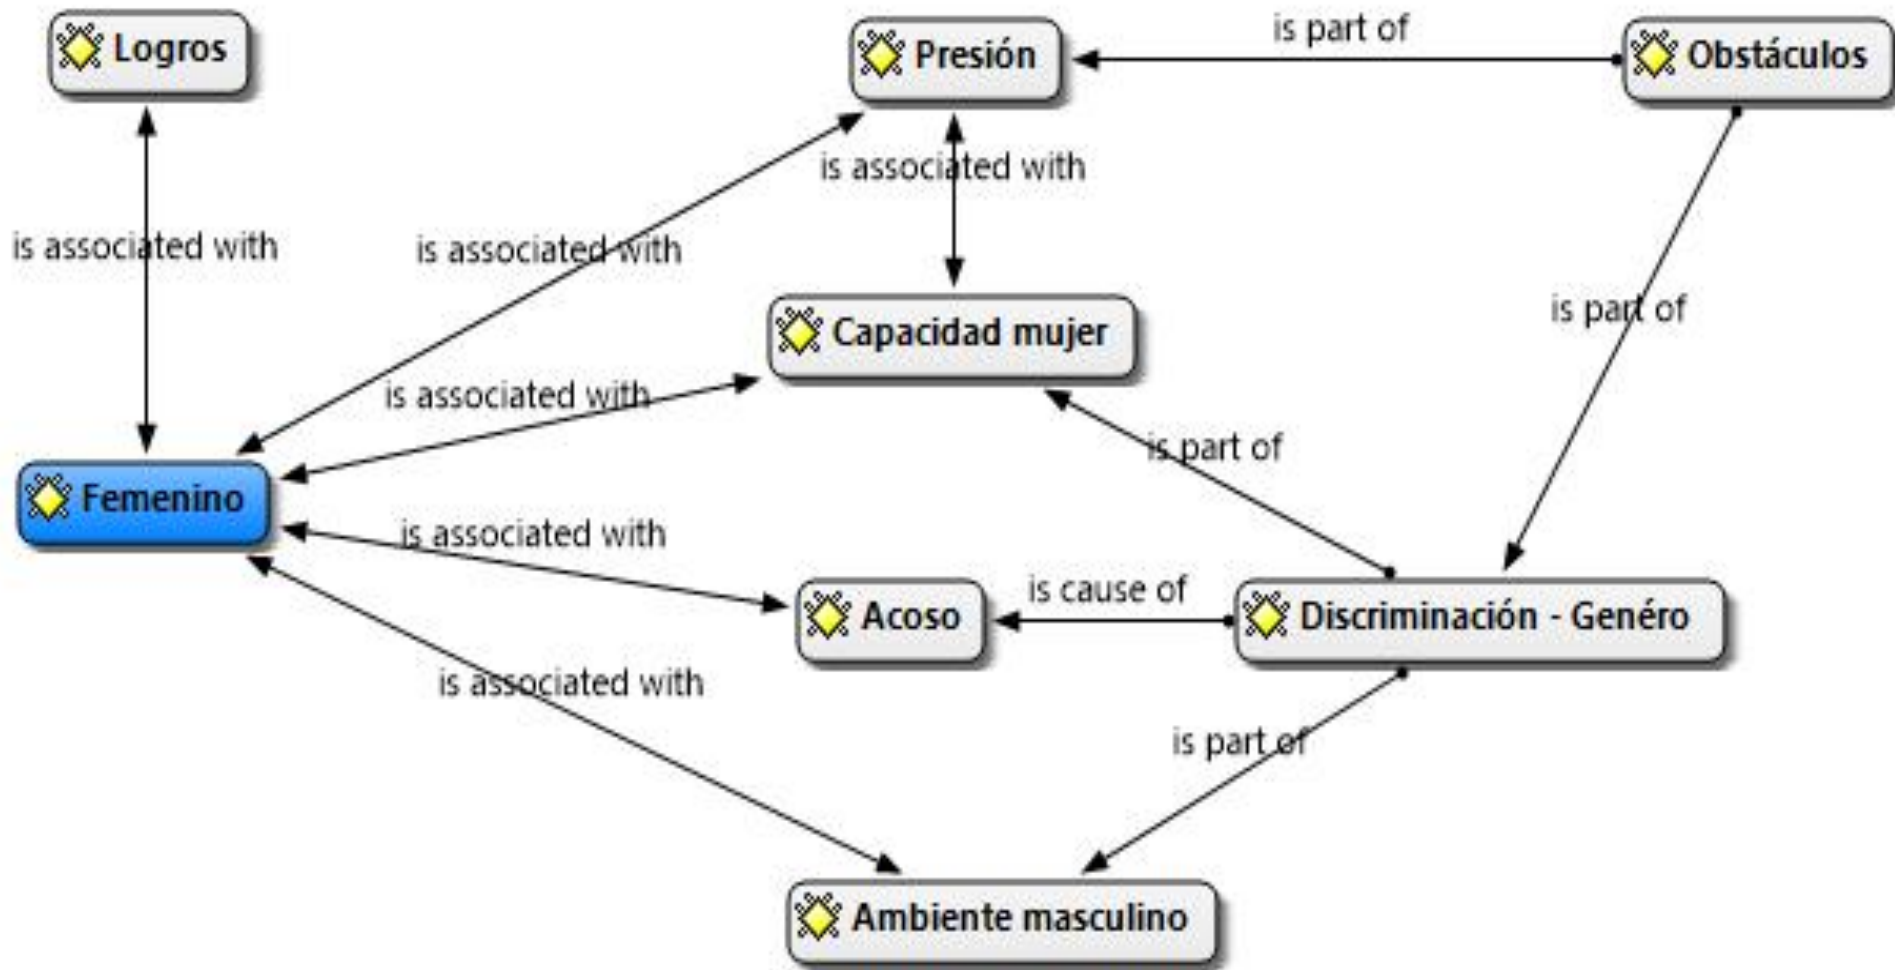 Logros
Presión
is part of
Obstáculos
is associated with
is associated with
is associated with
is part of
Capacidad mujer
is associated with
is part of
Femenino
is associated with
Acoso
is cause of
Discriminación - Genéro
is associated with
is part of
Ambiente masculino